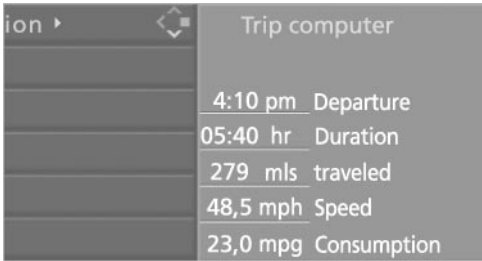 ion ▸
Trip computer
4:10 pm Departure
05:40 hr Duration
279 mls traveled
48,5 mph Speed
23,0 mpg Consumption